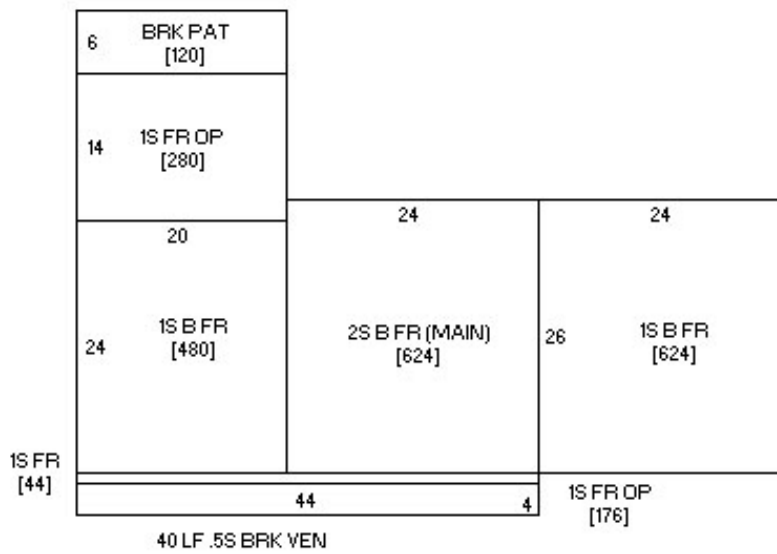 6
BRK PAT
[120]
14
1S FR OP
[280]
20
24
24
24
1S B FR
[480]
2S B FR (MAIN)
[624]
26
1S B FR
[624]
1S FR
[44]
44
4
1S FR OP
[176]
40 LF .5S BRK VEN